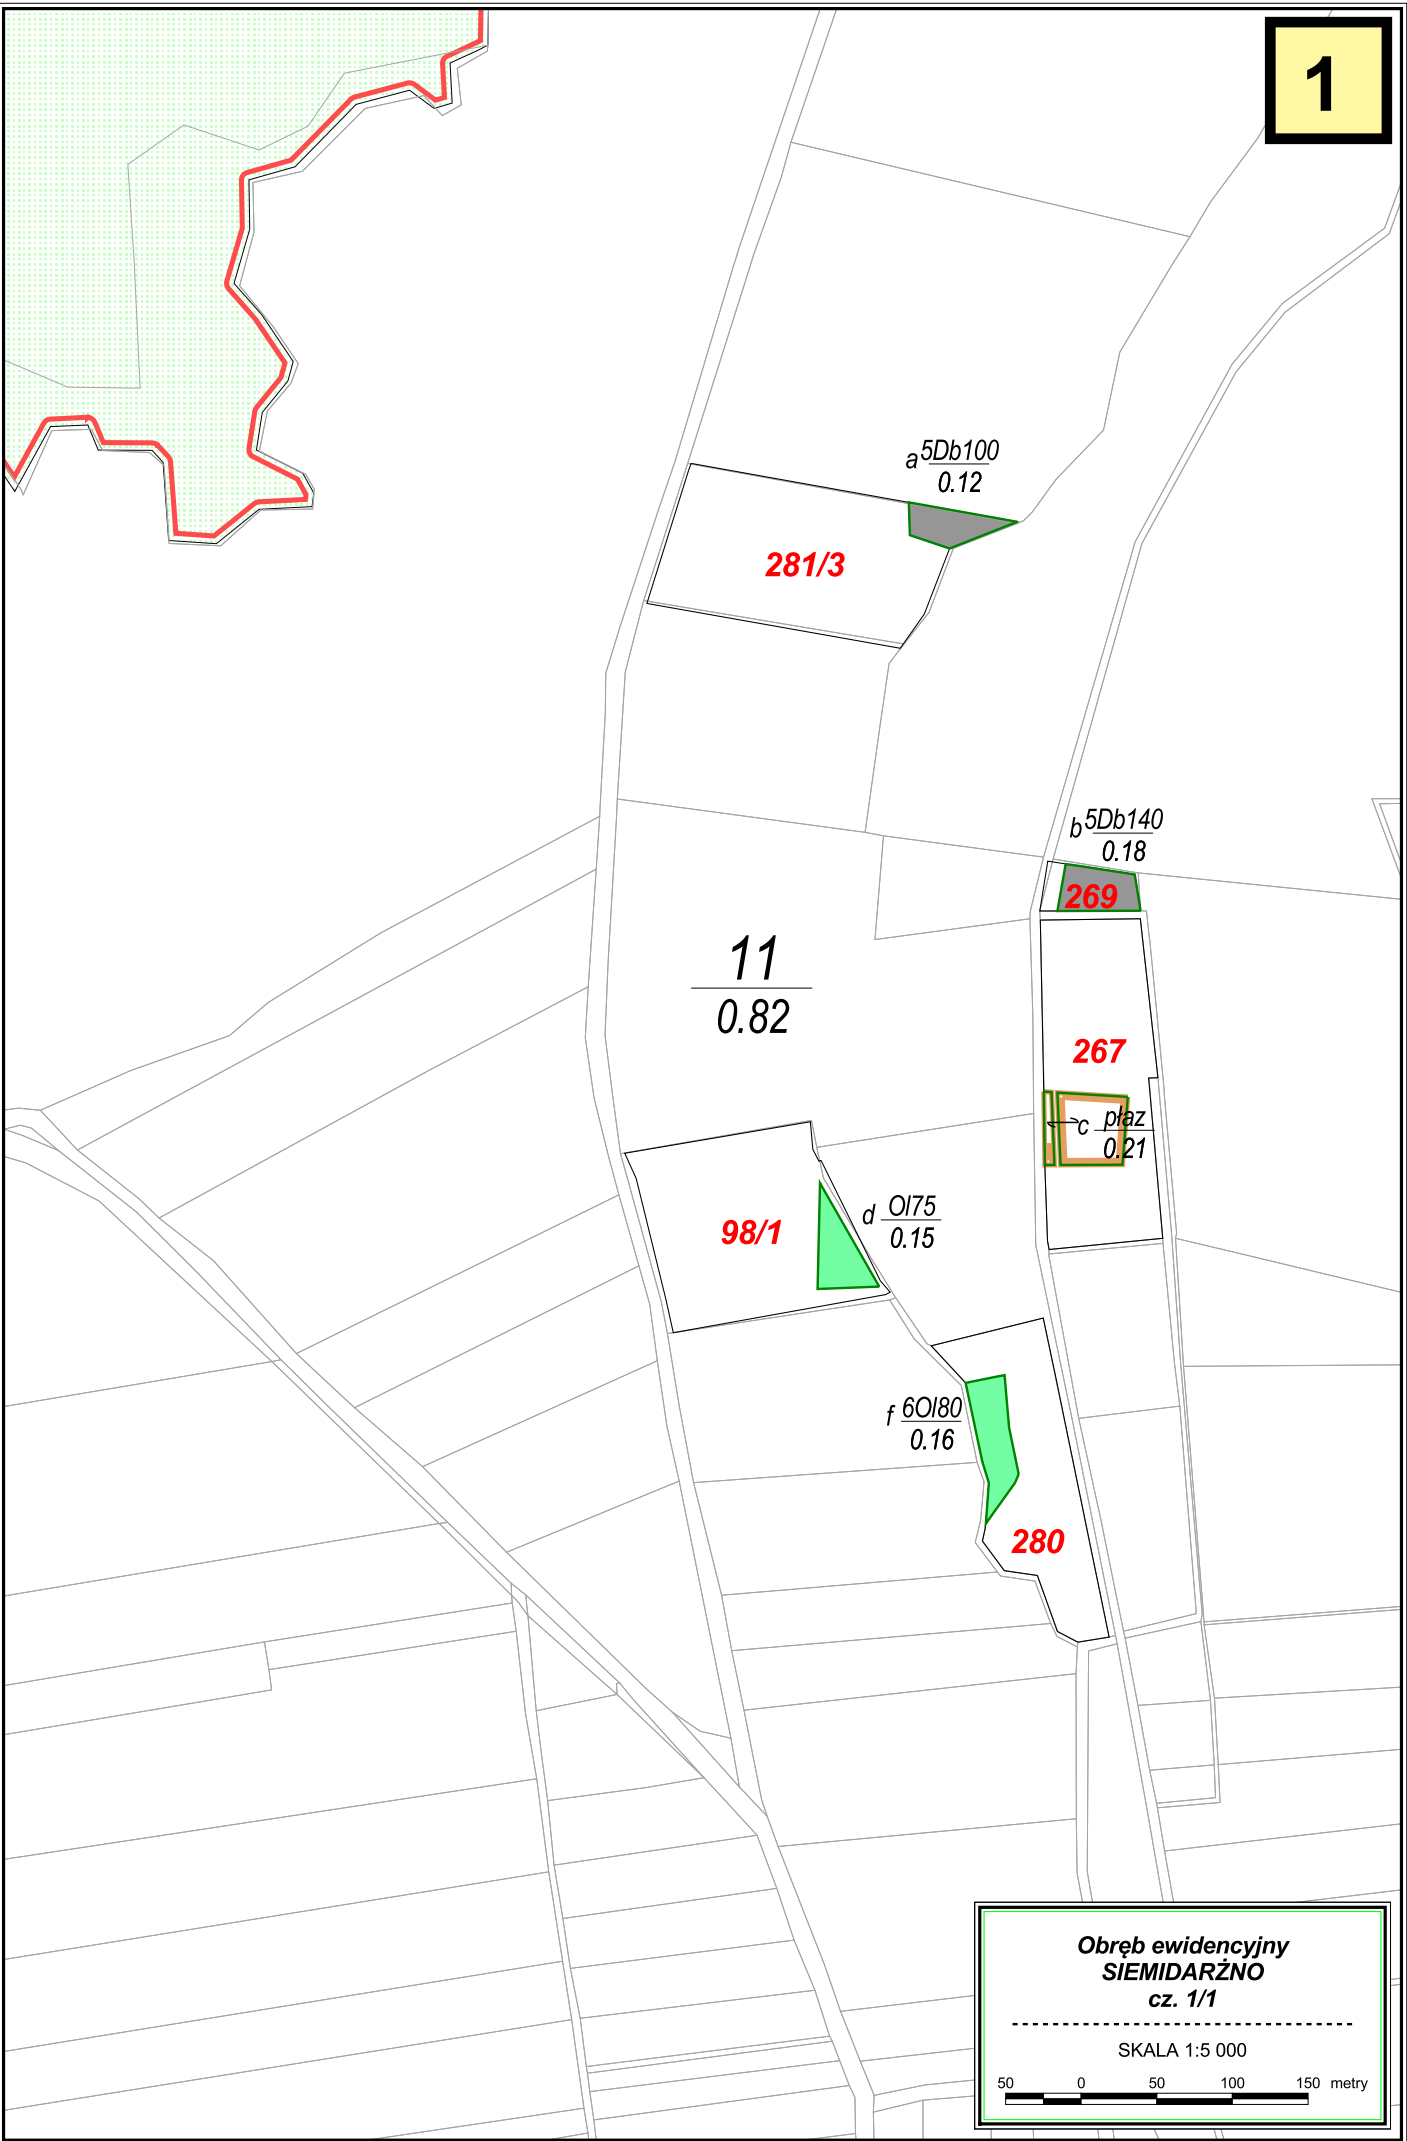 1
a 5Db100
0.12
281/3
b 5Db140
0.18
269
11
0.82
267
c płaz
0.21
98/1
d Ol75
0.15
f 6Ol80
0.16
280
Obręb ewidencyjny
SIEMIDARŻNO
cz. 1/1
SKALA 1:5 000
50 0 50 100 150 metry